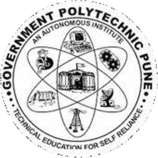 GOVERNMENT POLYTECHNIC, PUNE
AN AUTONOMOUS INSTITUTE
TECHNICAL EDUCATION FOR SELF RELIANCE